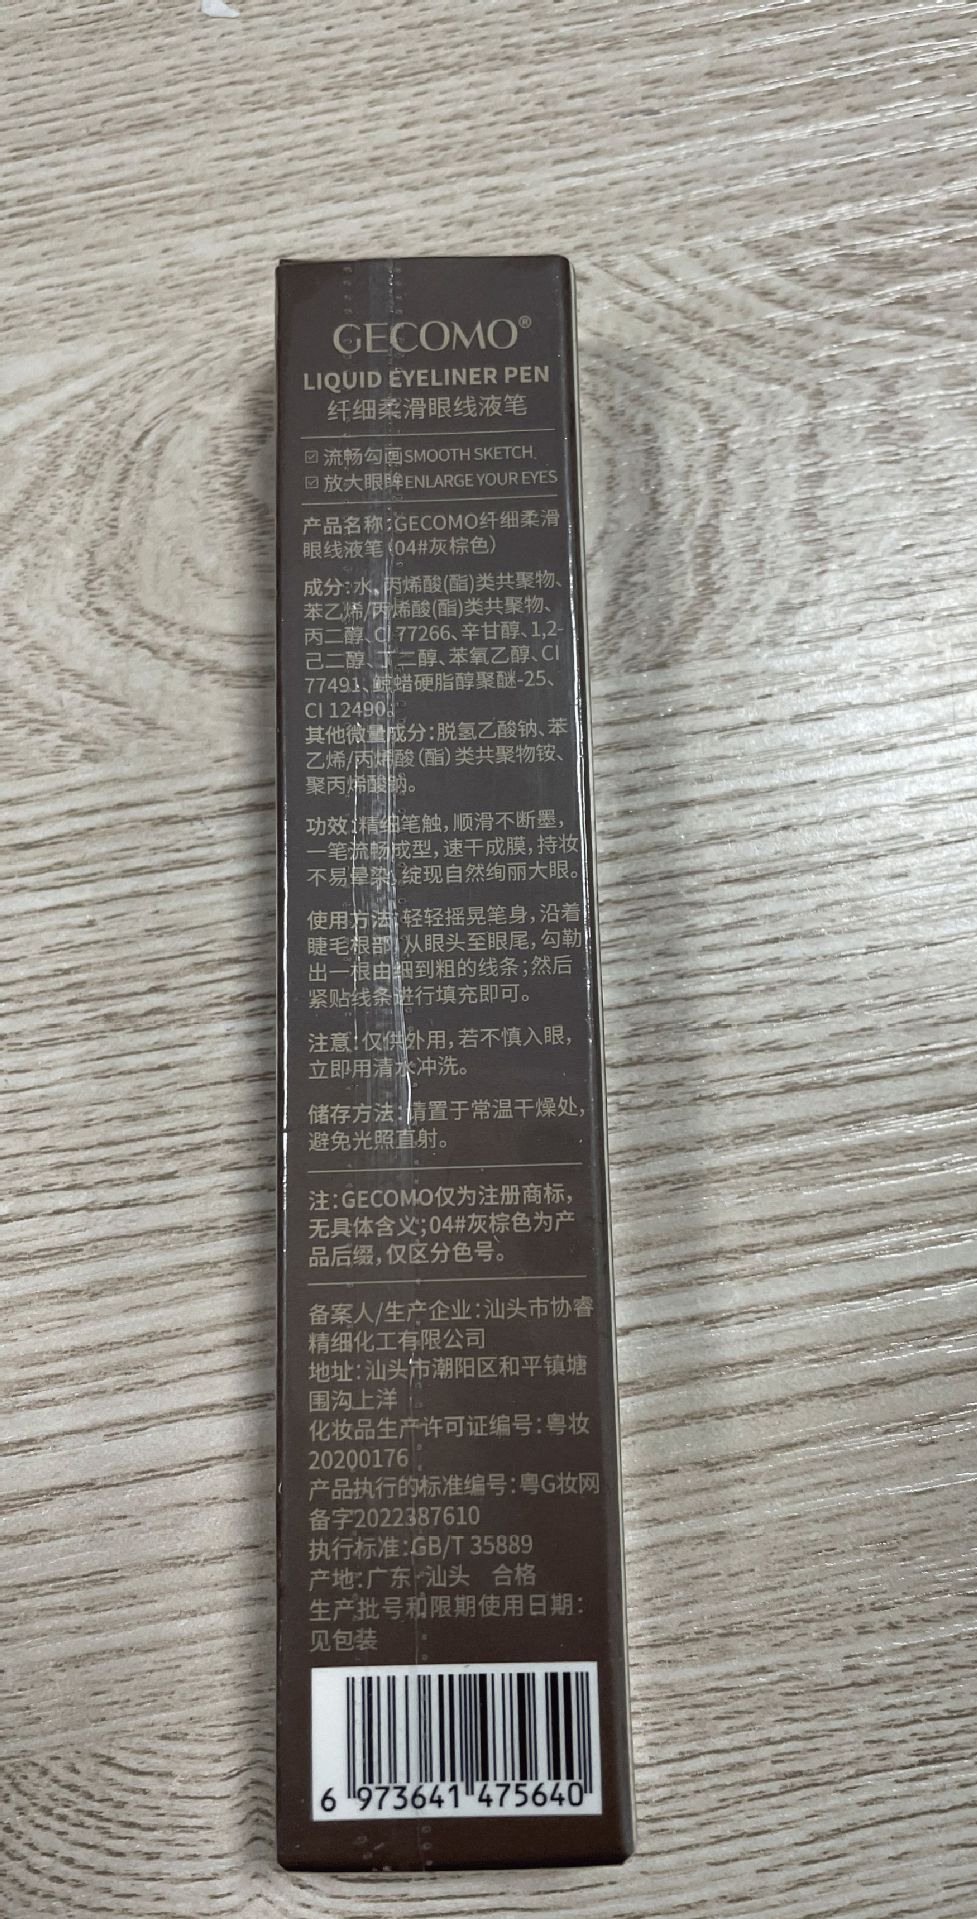 GECOMO®
LIQUID EYELINER PEN
纤细柔滑眼线液笔
☑ 流畅勾画SMOOTH SKETCH.
☑ 放大眼眸ENLARGE YOUR EYES
产品名称:GECOMO纤细柔滑
眼线液笔(04#灰棕色)
成分:水、丙烯酸(酯)类共聚物、
苯乙烯/丙烯酸(酯)类共聚物、
丙二醇、CI 77266、辛甘醇、1,2-
己二醇、丁二醇、苯氧乙醇、CI
77491、鲸蜡硬脂醇聚醚-25、
CI 12490。
其他微量成分:脱氢乙酸钠、苯
乙烯/丙烯酸(酯)类共聚物铵、
聚丙烯酸钠。
功效:精细笔触,顺滑不断墨,
一笔流畅成型,速干成膜,持妆
不易晕染,绽现自然绚丽大眼。
使用方法:轻轻摇晃笔身,沿着
睫毛根部,从眼头至眼尾,勾勒
出一根由细到粗的线条;然后
紧贴线条进行填充即可。
注意:仅供外用,若不慎入眼,
立即用清水冲洗。
储存方法:请置于常温干燥处,
避免光照直射。
注:GECOMO仅为注册商标,
无具体含义;04#灰棕色为产
品后缀,仅区分色号。
备案人/生产企业:汕头市协睿
精细化工有限公司
地址:汕头市潮阳区和平镇塘
围沟上洋
化妆品生产许可证编号:粤妆
20200176
产品执行的标准编号:粤G妆网
备字2022387610
执行标准:GB/T 35889
产地:广东·汕头 合格
生产批号和限期使用日期:
见包装
6 973641 475640